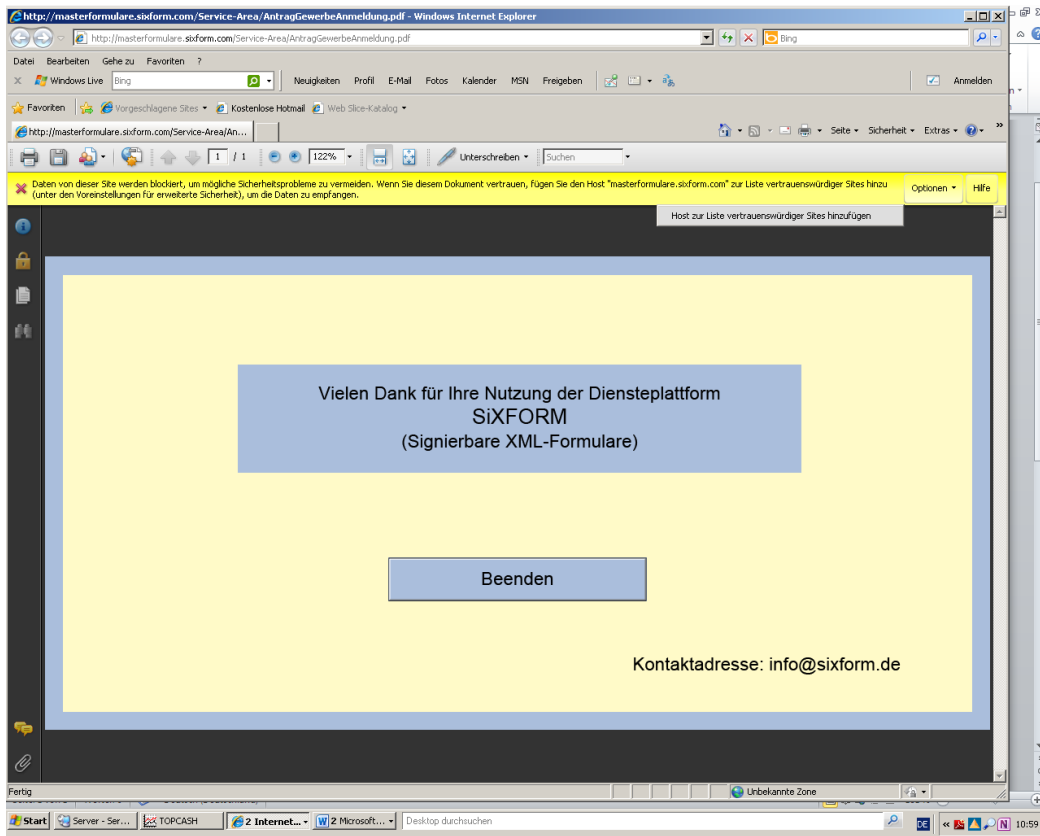 http://masterformulare.sixform.com/Service-Area/AntragGewerbeAnmeldung.pdf - Windows Internet Explorer
http://masterformulare.sixform.com/Service-Area/AntragGewerbeAnmeldung.pdf Bing
Datei Bearbeiten Gehe zu Favoriten ?
x Windows Live Bing Neuigkeiten Profil E-Mail Fotos Kalender MSN Freigeben Anmelden
Favoriten Vorgeschlagene Sites Kostenlose Hotmail Web Slice-Katalog
http://masterformulare.sixform.com/Service-Area/An... Seite Sicherheit Extras
1 / 1 122% Unterschreiben Suchen
Daten von dieser Site werden blockiert, um mögliche Sicherheitsprobleme zu vermeiden. Wenn Sie diesem Dokument vertrauen, fügen Sie den Host "masterformulare.sixform.com" zur Liste vertrauenswürdiger Sites hinzu
(unter den Voreinstellungen für erweiterte Sicherheit), um die Daten zu empfangen.
Optionen Hilfe
Host zur Liste vertrauenswürdiger Sites hinzufügen
Vielen Dank für Ihre Nutzung der Diensteplattform
SiXFORM
(Signierbare XML-Formulare)
Beenden
Kontaktadresse: info@sixform.de
Fertig Unbekannte Zone
Start Server - Ser... TOPCASH 2 Internet... 2 Microsoft... Desktop durchsuchen DE 10:59